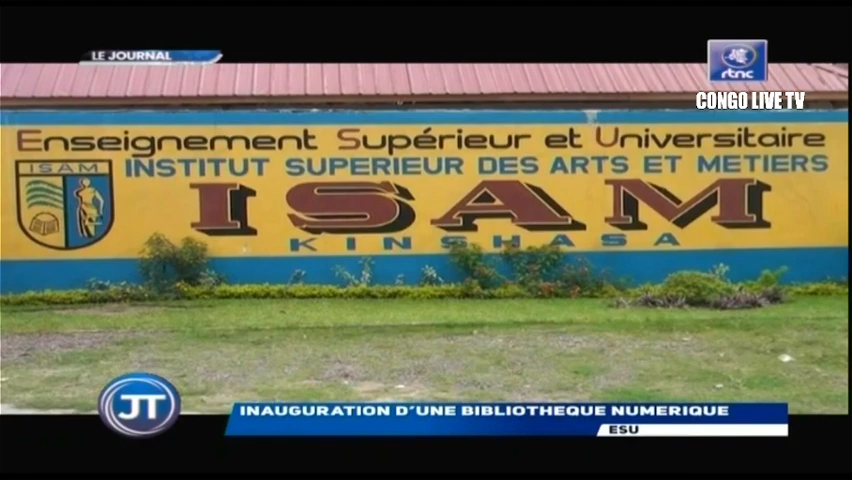 LE JOURNAL
rtnc
CONGO LIVE TV
Enseignement Supérieur et Universitaire
ISAM
INSTITUT SUPERIEUR DES ARTS ET METIERS
ISAM
KINSHASA
JT
INAUGURATION D'UNE BIBLIOTHEQUE NUMERIQUE
ESU